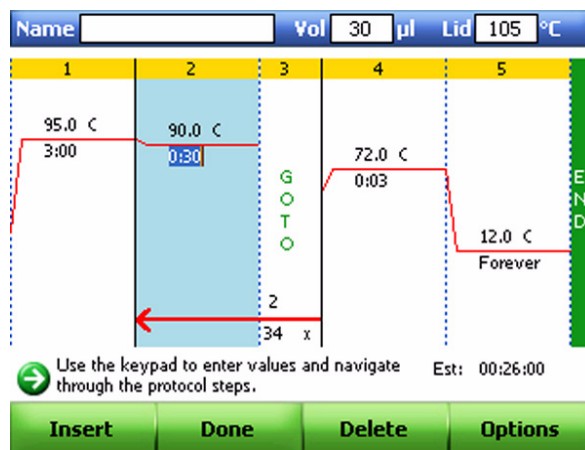 Name Vol 30 µl Lid 105 °C
1 2 3 4 5
95.0 C
3:00
90.0 C
0:30
GOTO
2
34 x
72.0 C
0:03
12.0 C
Forever
END
Use the keypad to enter values and navigate
through the protocol steps.
Est: 00:26:00
Insert Done Delete Options